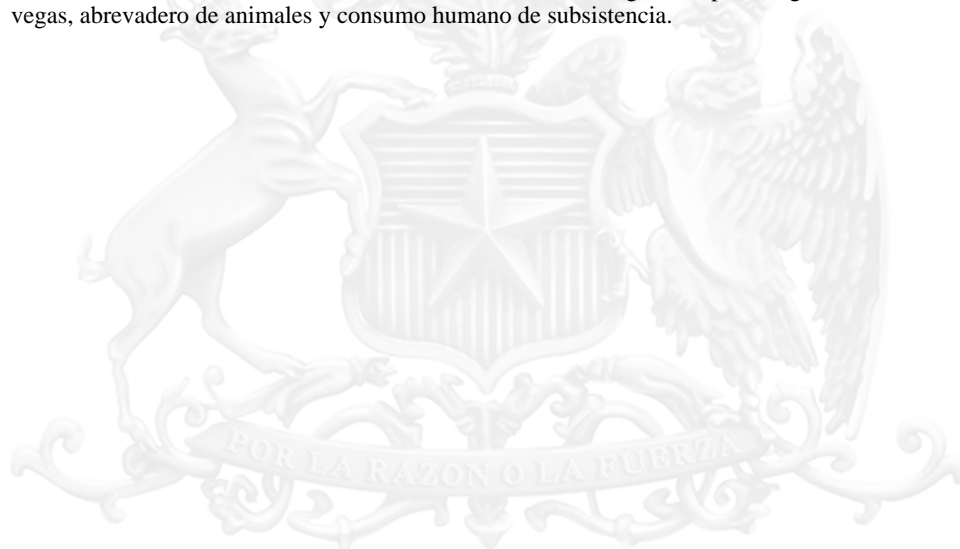 vegas, abrevadero de animales y consumo humano de subsistencia.
POR LA RAZON O LA FUERZA